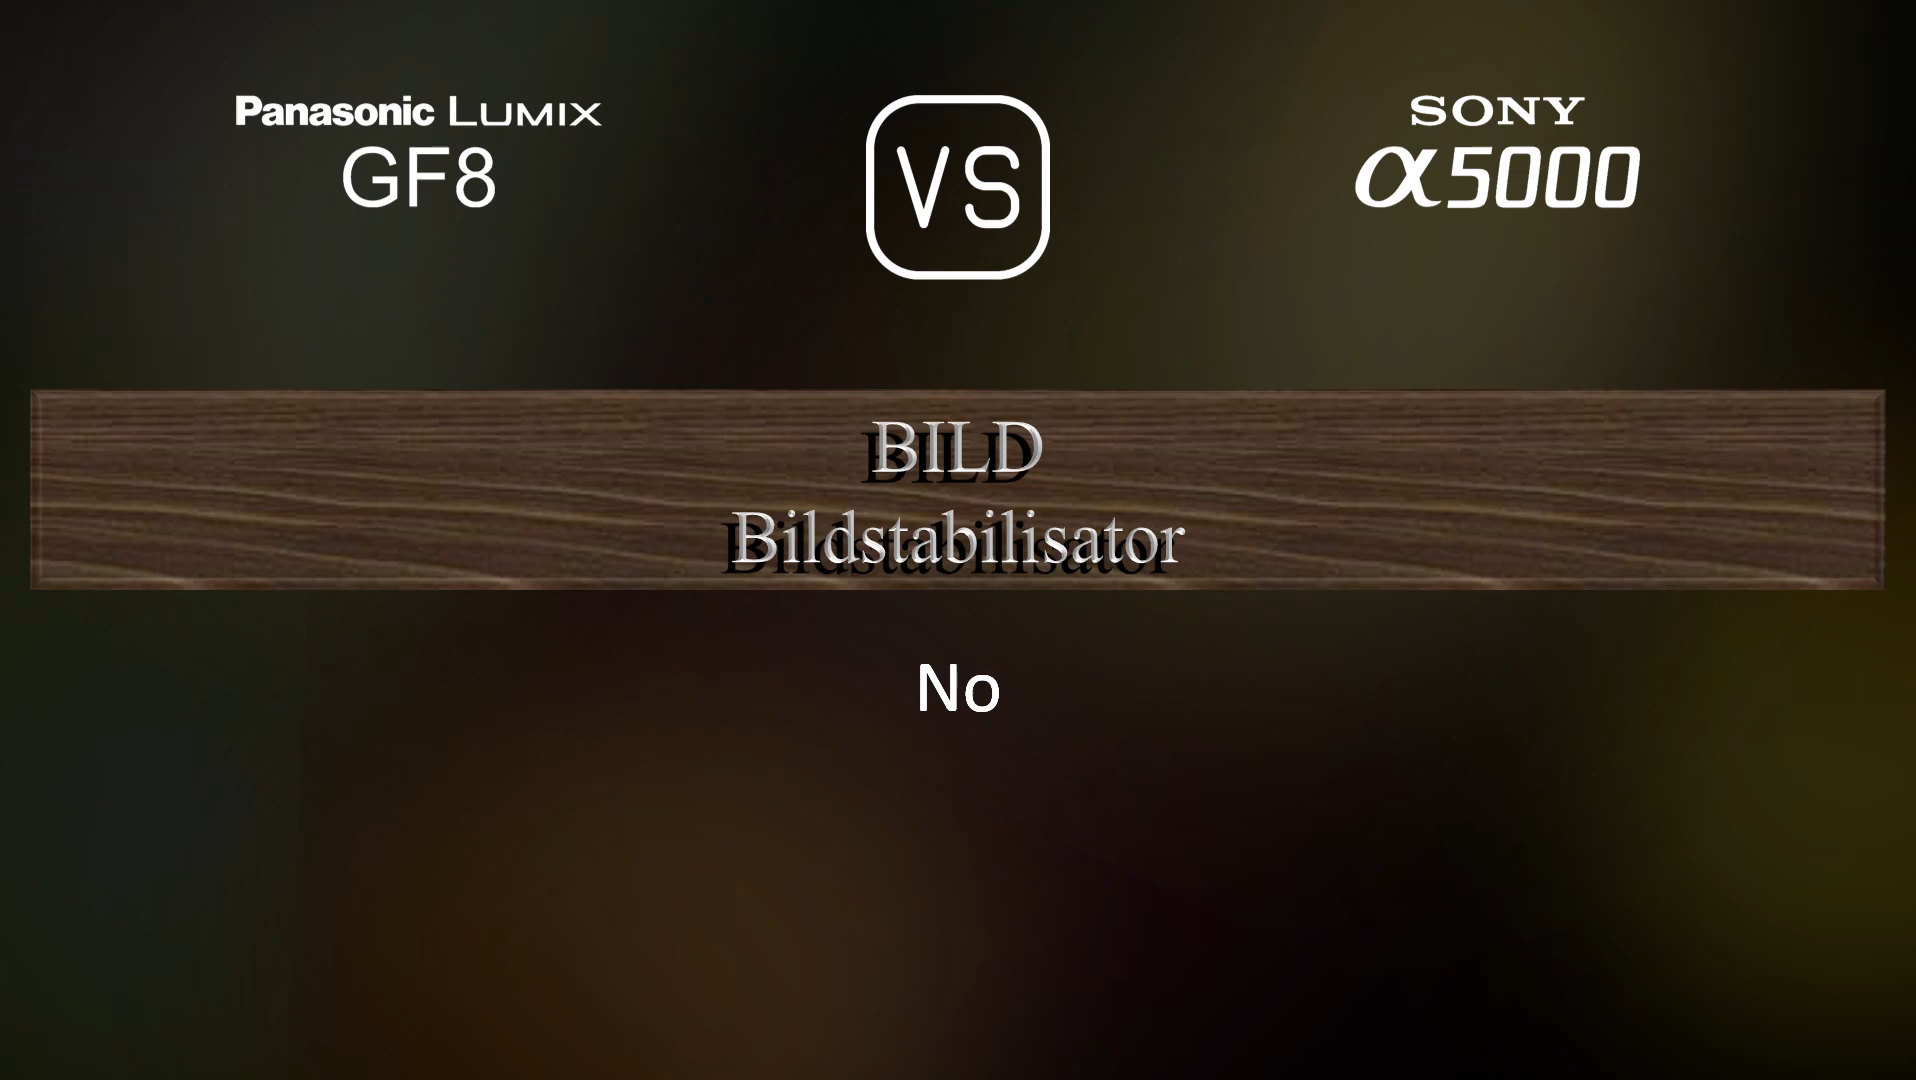 Panasonic LUMIX
GF8
VS
SONY
α5000
BILD
Bildstabilisator
No